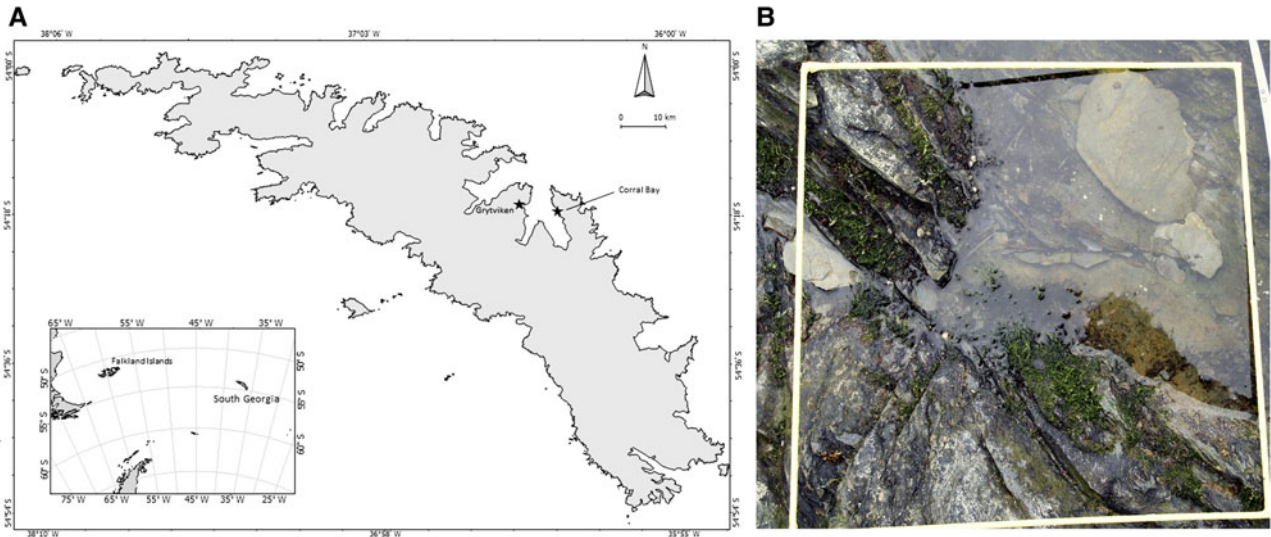 A
B
38°06' W
37°03' W
36°00' W
54°00' S
54°00' S
N
0 10 km
Corral Bay
Grytviken
54°18' S
54°18' S
65° W 55° W 45° W 35° W
Falkland Islands
50° S
50° S
South Georgia
55° S
55° S
60° S
60° S
75° W 65° W 55° W 45° W 35° W 25° W
54°36' S
54°36' S
54°54' S
54°54' S
38°10' W
36°58' W
35°55' W